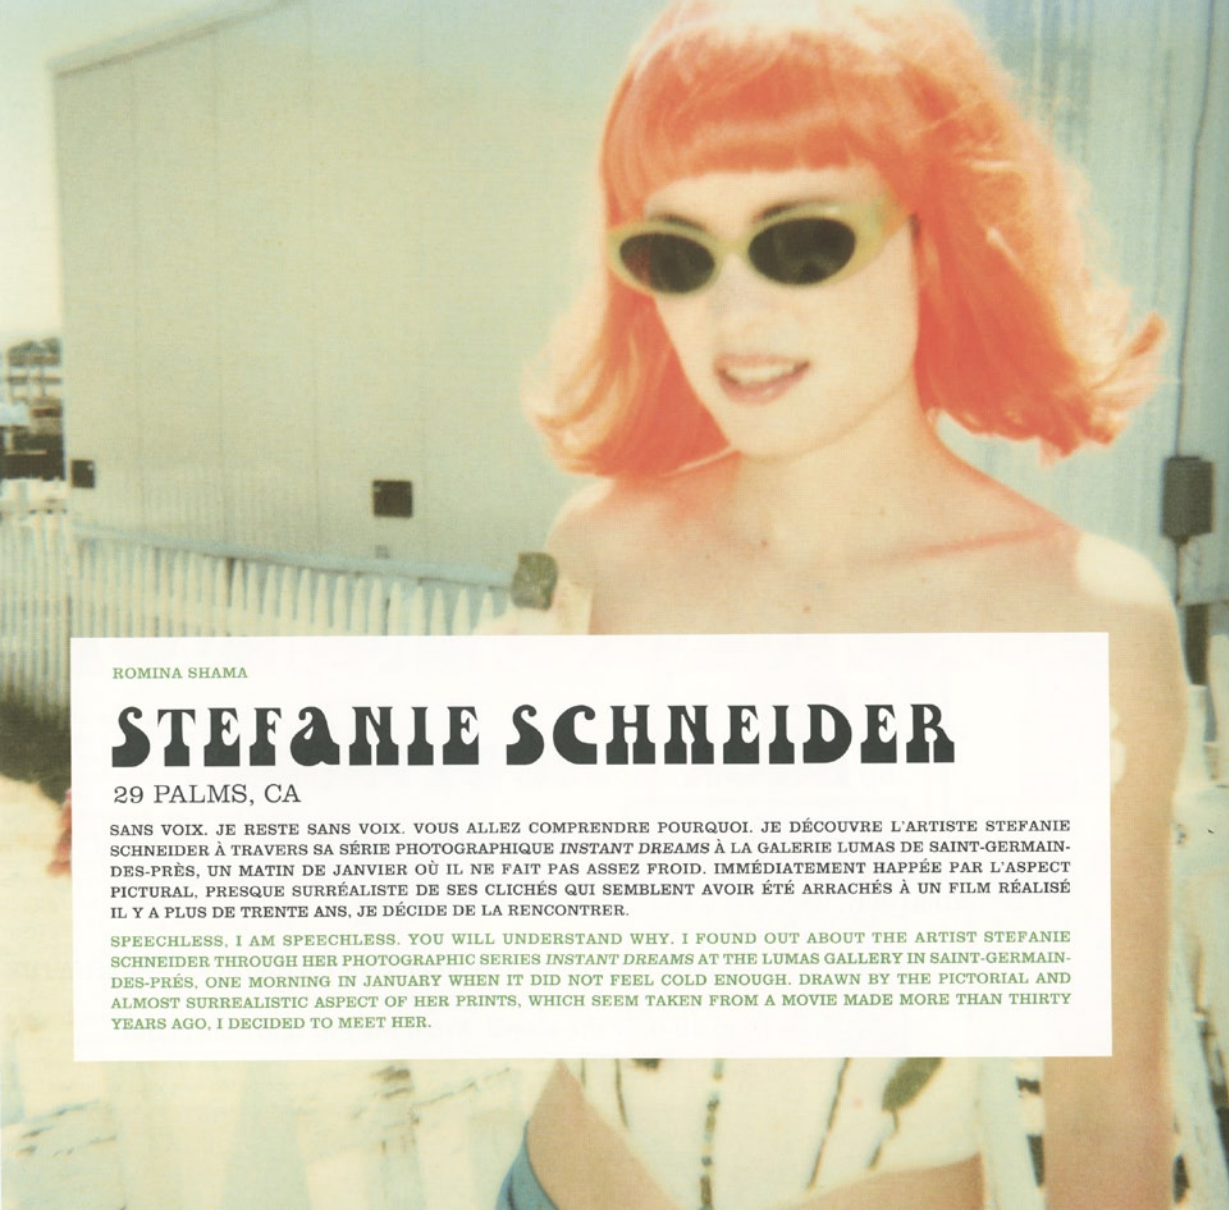 ROMINA SHAMA
STEFANIE SCHNEIDER
29 PALMS, CA
SANS VOIX. JE RESTE SANS VOIX. VOUS ALLEZ COMPRENDRE POURQUOI. JE DÉCOUVRE L'ARTISTE STEFANIE
SCHNEIDER À TRAVERS SA SÉRIE PHOTOGRAPHIQUE INSTANT DREAMS À LA GALERIE LUMAS DE SAINT-GERMAIN-
DES-PRÈS, UN MATIN DE JANVIER OÙ IL NE FAIT PAS ASSEZ FROID. IMMÉDIATEMENT HAPPÉE PAR L'ASPECT
PICTURAL, PRESQUE SURRÉALISTE DE SES CLICHÉS QUI SEMBLENT AVOIR ÉTÉ ARRACHÉS À UN FILM RÉALISÉ
IL Y A PLUS DE TRENTE ANS, JE DÉCIDE DE LA RENCONTRER.
SPEECHLESS, I AM SPEECHLESS. YOU WILL UNDERSTAND WHY. I FOUND OUT ABOUT THE ARTIST STEFANIE
SCHNEIDER THROUGH HER PHOTOGRAPHIC SERIES INSTANT DREAMS AT THE LUMAS GALLERY IN SAINT-GERMAIN-
DES-PRÉS, ONE MORNING IN JANUARY WHEN IT DID NOT FEEL COLD ENOUGH. DRAWN BY THE PICTORIAL AND
ALMOST SURREALISTIC ASPECT OF HER PRINTS, WHICH SEEM TAKEN FROM A MOVIE MADE MORE THAN THIRTY
YEARS AGO, I DECIDED TO MEET HER.